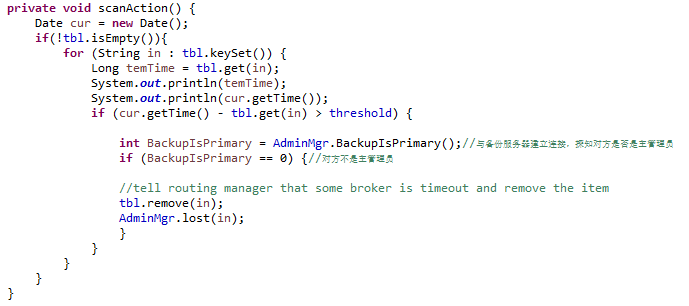 private void scanAction() {
    Date cur = new Date();
    if(!tbl.isEmpty()){
        for (String in : tbl.keySet()) {
            Long temTime = tbl.get(in);
            System.out.println(temTime);
            System.out.println(cur.getTime());
            if (cur.getTime() - tbl.get(in) > threshold) {
                int BackupIsPrimary = AdminMgr.BackupIsPrimary();//与备份服务器建立连接，探知对方是否是主管理员
                if (BackupIsPrimary == 0) {//对方不是主管理员
                //tell routing manager that some broker is timeout and remove the item
                tbl.remove(in);
                AdminMgr.lost(in);
                }
            }
        }
    }
}